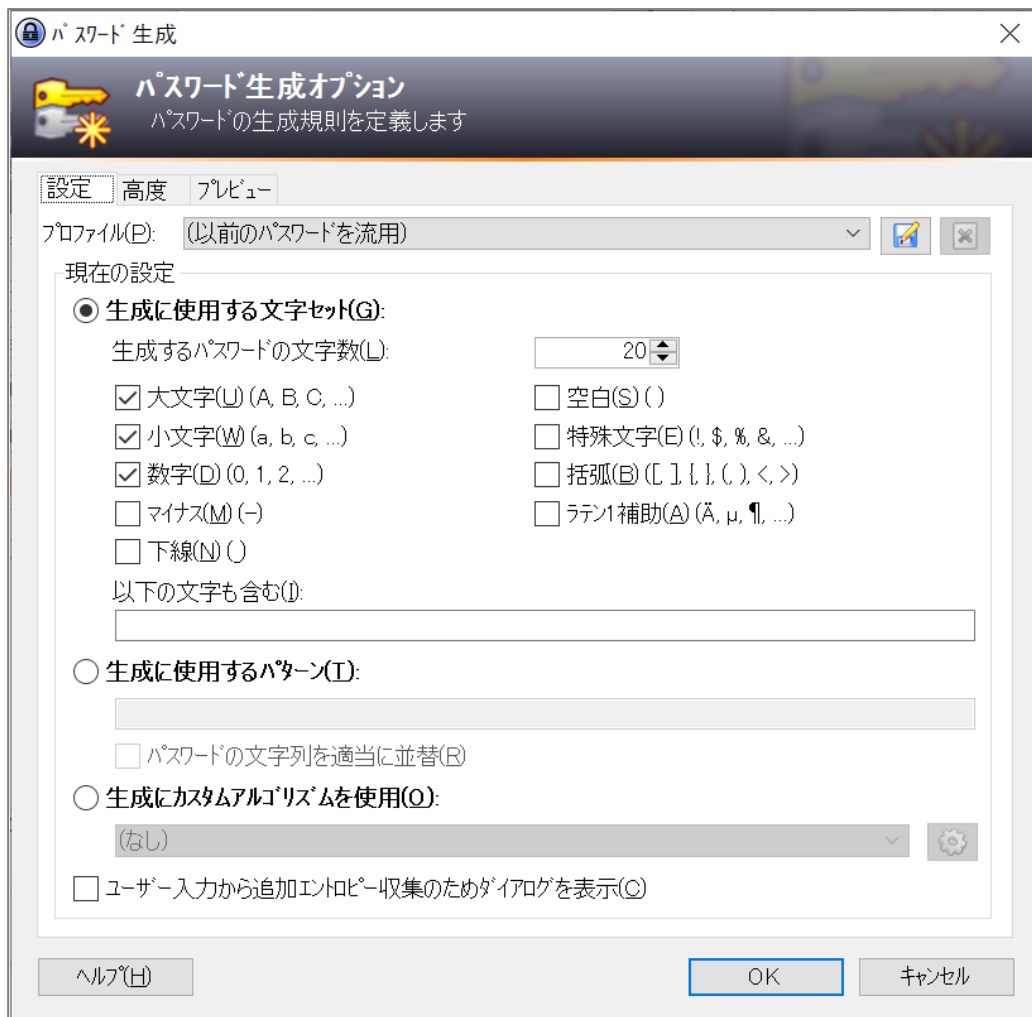 パスワード生成
パスワード生成オプション
パスワードの生成規則を定義します
設定 高度 プレビュー
プロファイル(P): (以前のパスワードを流用)
現在の設定
生成に使用する文字セット(G):
生成するパスワードの文字数(L): 20
大文字(U) (A, B, C, ...) 空白(S) ( )
小文字(W) (a, b, c, ...) 特殊文字(E) (!, $, %, &, ...)
数字(D) (0, 1, 2, ...) 括弧(B) ([ ], { }, ( ), <, >)
マイナス(M) (-) ラテン1補助(A) (Ä, µ, ¶, ...)
下線(N) (_)
以下の文字も含む(I):
生成に使用するパターン(T):
パスワードの文字列を適当に並替(R)
生成にカスタムアルゴリズムを使用(O):
(なし)
ユーザー入力から追加エントロピー収集のためダイアログを表示(C)
ヘルプ(H) OK キャンセル